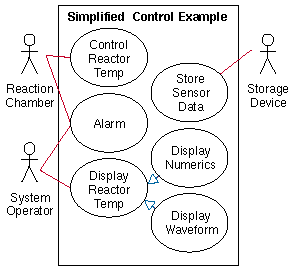 Simplified Control Example
Reaction
Chamber
Control
Reactor
Temp
Storage
Device
Store
Sensor
Data
Alarm
System
Operator
Display
Reactor
Temp
Display
Numerics
Display
Waveform